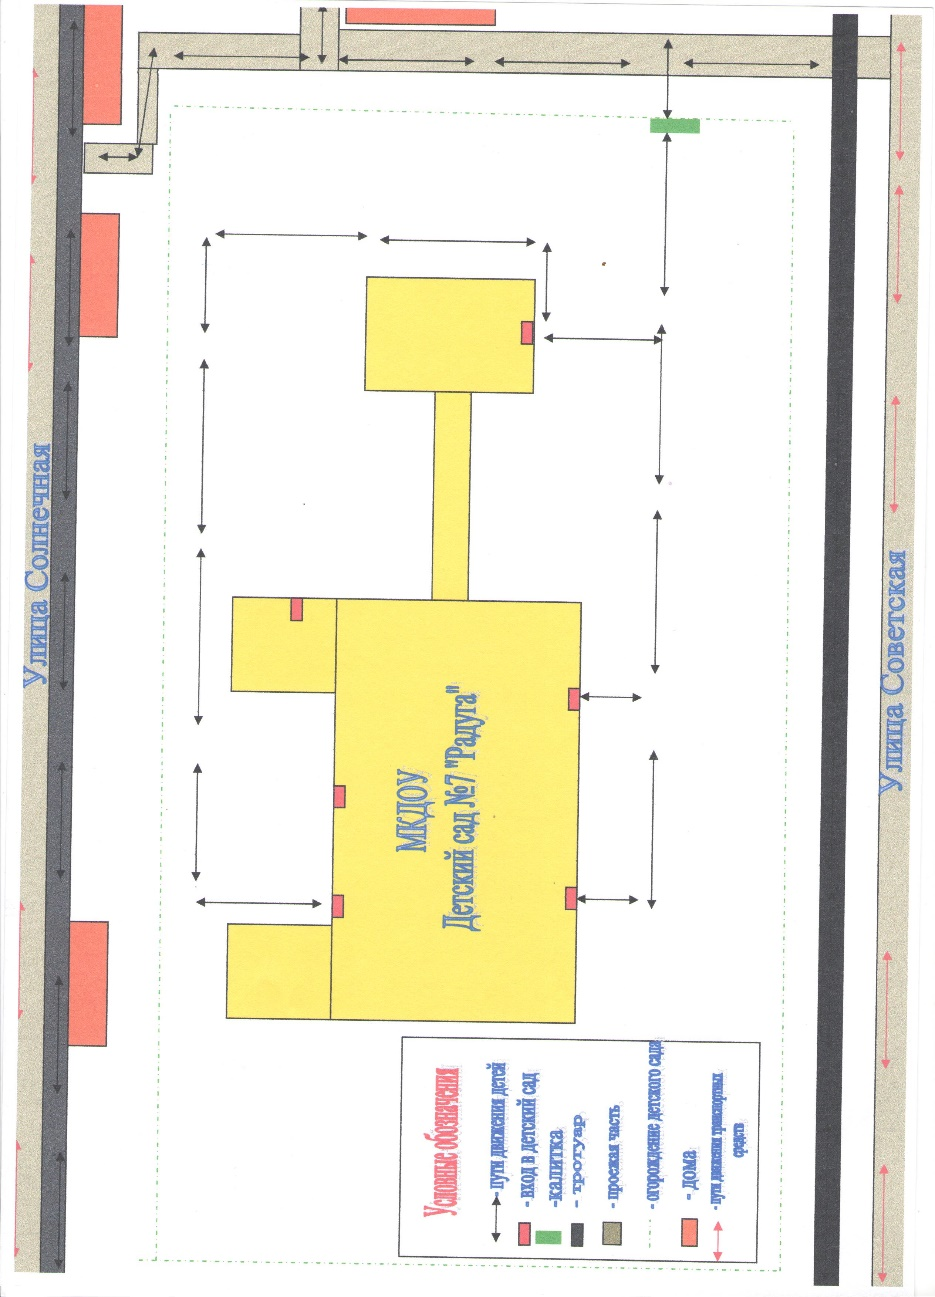 Улица Солнечная
МКДОУ
Детский сад №7 "Радуга"
Улица Советская
Условные обозначения
- пути движения детей
- вход в детский сад
-калитка
- тротуар
- проезжая часть
- огорождение детского сада
- дома
- пути движения транспортных
средств